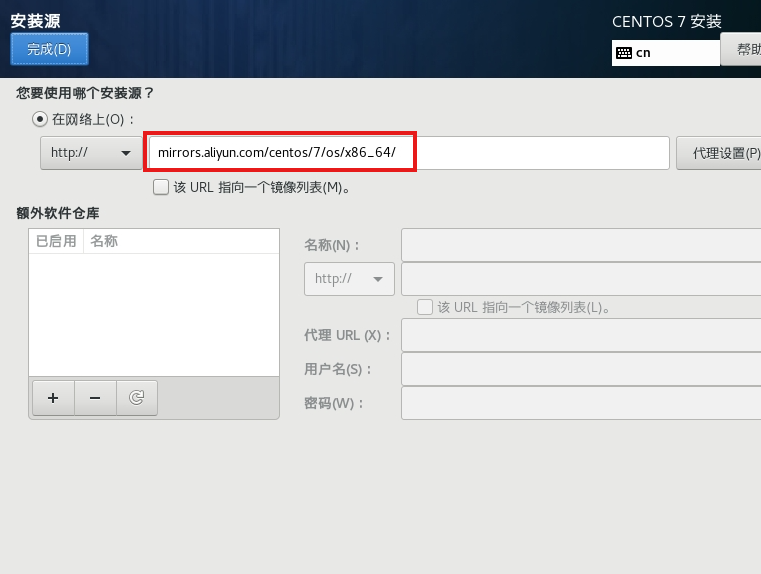 安装源
CENTOS 7 安装
完成(D)
cn
帮助
您要使用哪个安装源？
在网络上(O)：
http://
mirrors.aliyun.com/centos/7/os/x86_64/
代理设置(P)
该 URL 指向一个镜像列表(M)。
额外软件仓库
已启用
名称
名称(N)：
http://
该 URL 指向一个镜像列表(L)。
代理 URL (X)：
用户名(S)：
密码(W)：